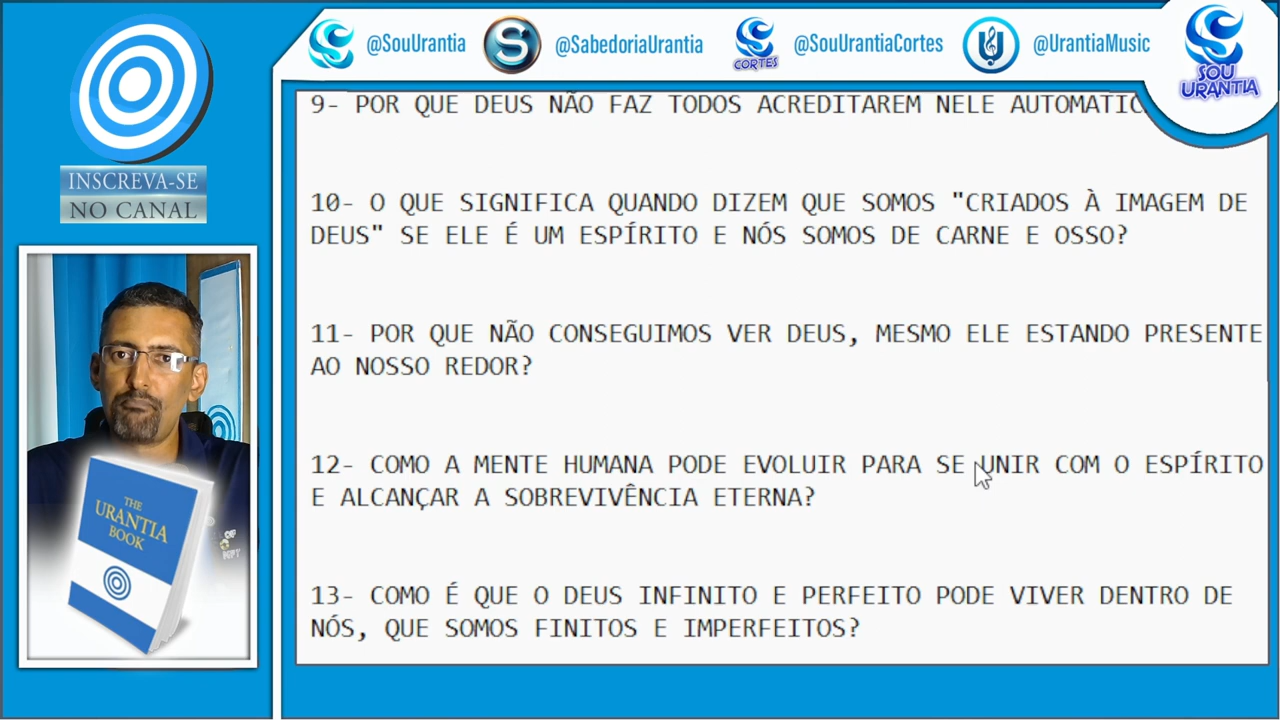 @SouUrantia
@SabedoriaUrantia
CORTES
@SouUrantiaCortes
@UrantiaMusic
SOU
URANTIA
INSCREVA-SE
NO CANAL
9- POR QUE DEUS NÃO FAZ TODOS ACREDITAREM NELE
10- O QUE SIGNIFICA QUANDO DIZEM QUE SOMOS "CRIADOS À IMAGEM DE
DEUS" SE ELE É UM ESPÍRITO E NÓS SOMOS DE CARNE E OSSO?
11- POR QUE NÃO CONSEGUIMOS VER DEUS, MESMO ELE ESTANDO PRESENTE
AO NOSSO REDOR?
12- COMO A MENTE HUMANA PODE EVOLUIR PARA SE UNIR COM O ESPÍRITO
E ALCANÇAR A SOBREVIVÊNCIA ETERNA?
13- COMO É QUE O DEUS INFINITO E PERFEITO PODE VIVER DENTRO DE
NÓS, QUE SOMOS FINITOS E IMPERFEITOS?
THE
URANTIA
BOOK